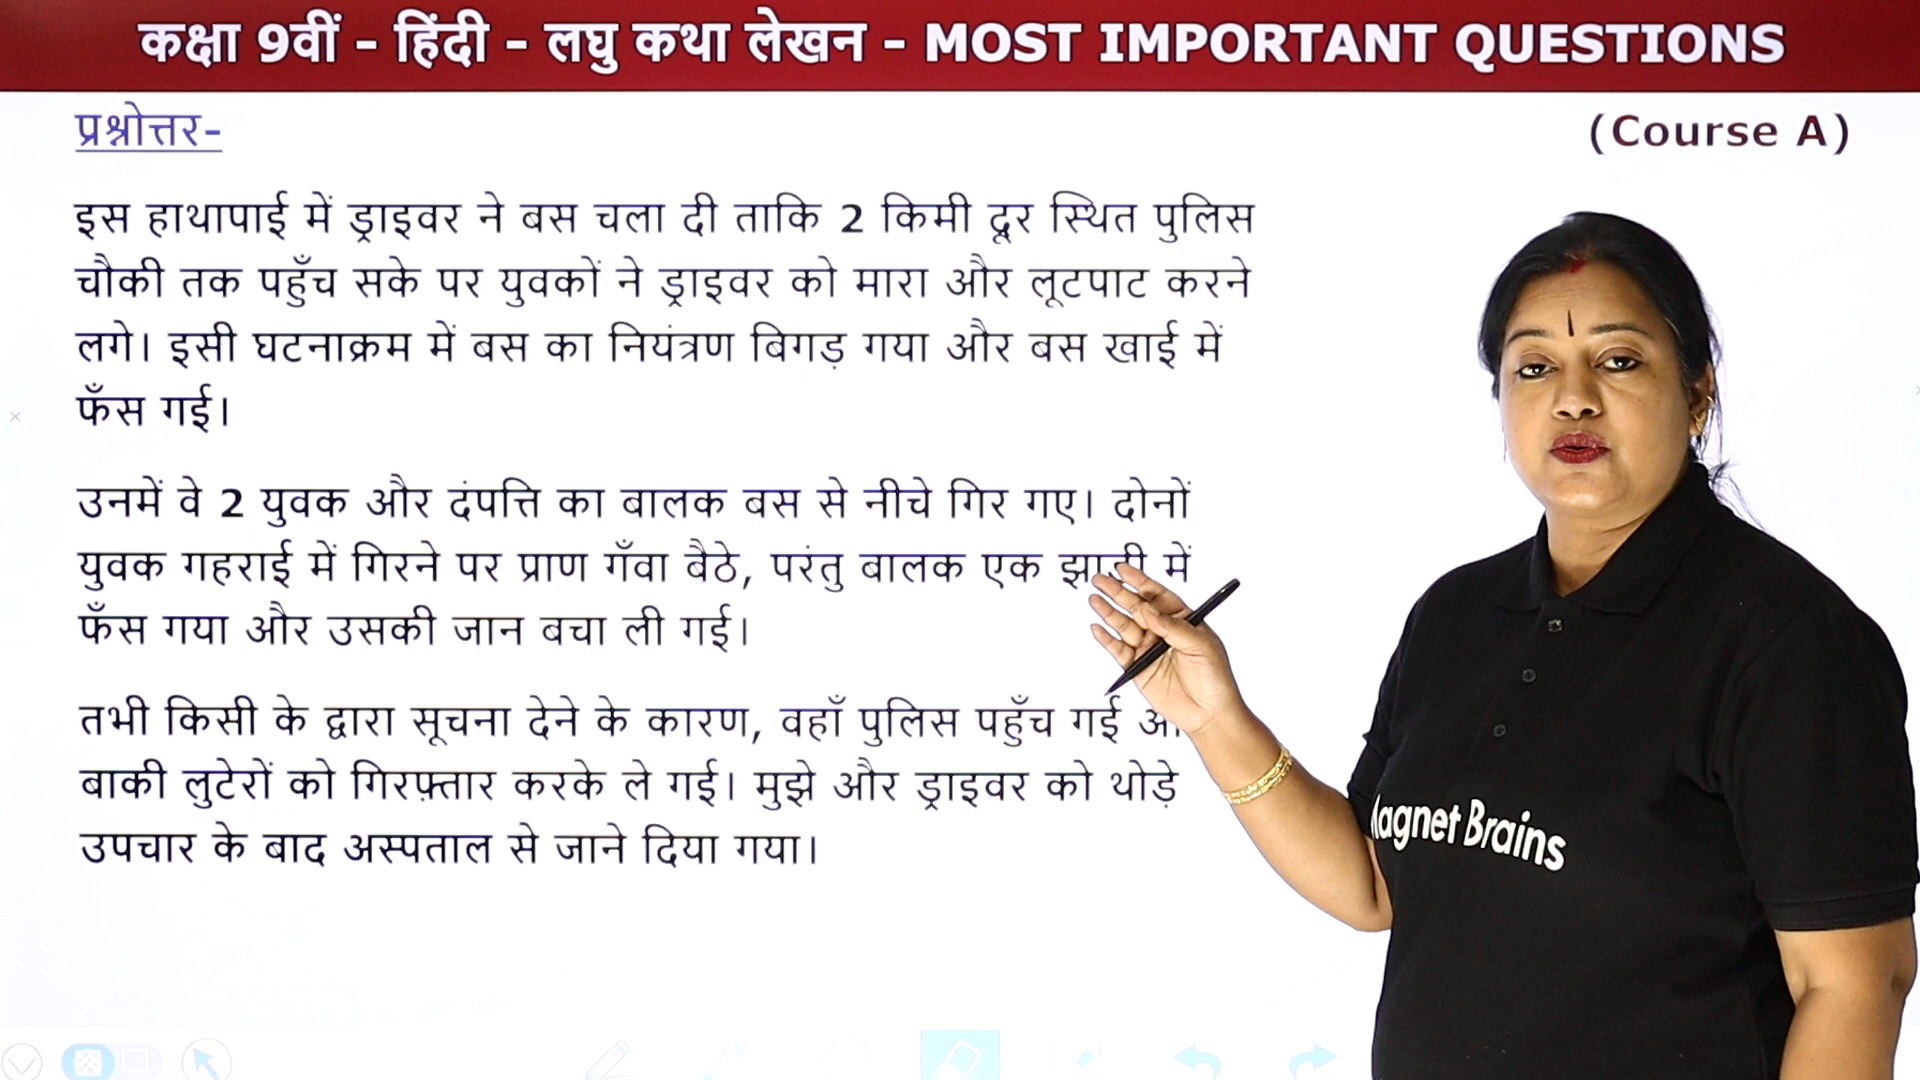 कक्षा 9वीं - हिंदी - लघु कथा लेखन - MOST IMPORTANT QUESTIONS
प्रश्नोत्तर-
(Course A)
इस हाथापाई में ड्राइवर ने बस चला दी ताकि 2 किमी दूर स्थित पुलिस
चौकी तक पहुँच सके पर युवकों ने ड्राइवर को मारा और लूटपाट करने
लगे। इसी घटनाक्रम में बस का नियंत्रण बिगड़ गया और बस खाई में
फँस गई।
उनमें वे 2 युवक और दंपत्ति का बालक बस से नीचे गिर गए। दोनों
युवक गहराई में गिरने पर प्राण गँवा बैठे, परंतु बालक एक झाड़ी में
फँस गया और उसकी जान बचा ली गई।
तभी किसी के द्वारा सूचना देने के कारण, वहाँ पुलिस पहुँच गई
बाकी लुटेरों को गिरफ़्तार करके ले गई। मुझे और ड्राइवर को थोड़े
उपचार के बाद अस्पताल से जाने दिया गया।
Magnet Brains